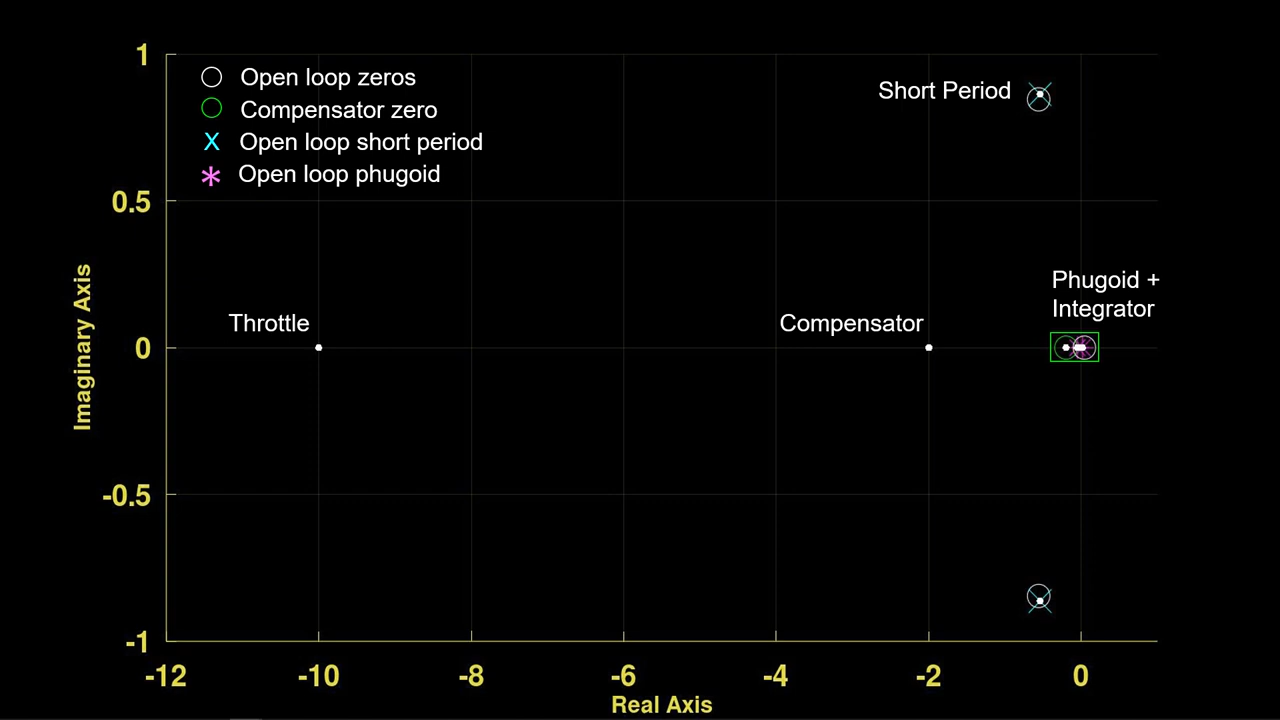 1
Open loop zeros
Compensator zero
X Open loop short period
* Open loop phugoid
Short Period
0.5
Phugoid +
Integrator
Throttle
Compensator
0
Imaginary Axis
-0.5
-1
-12 -10 -8 -6 -4 -2 0
Real Axis